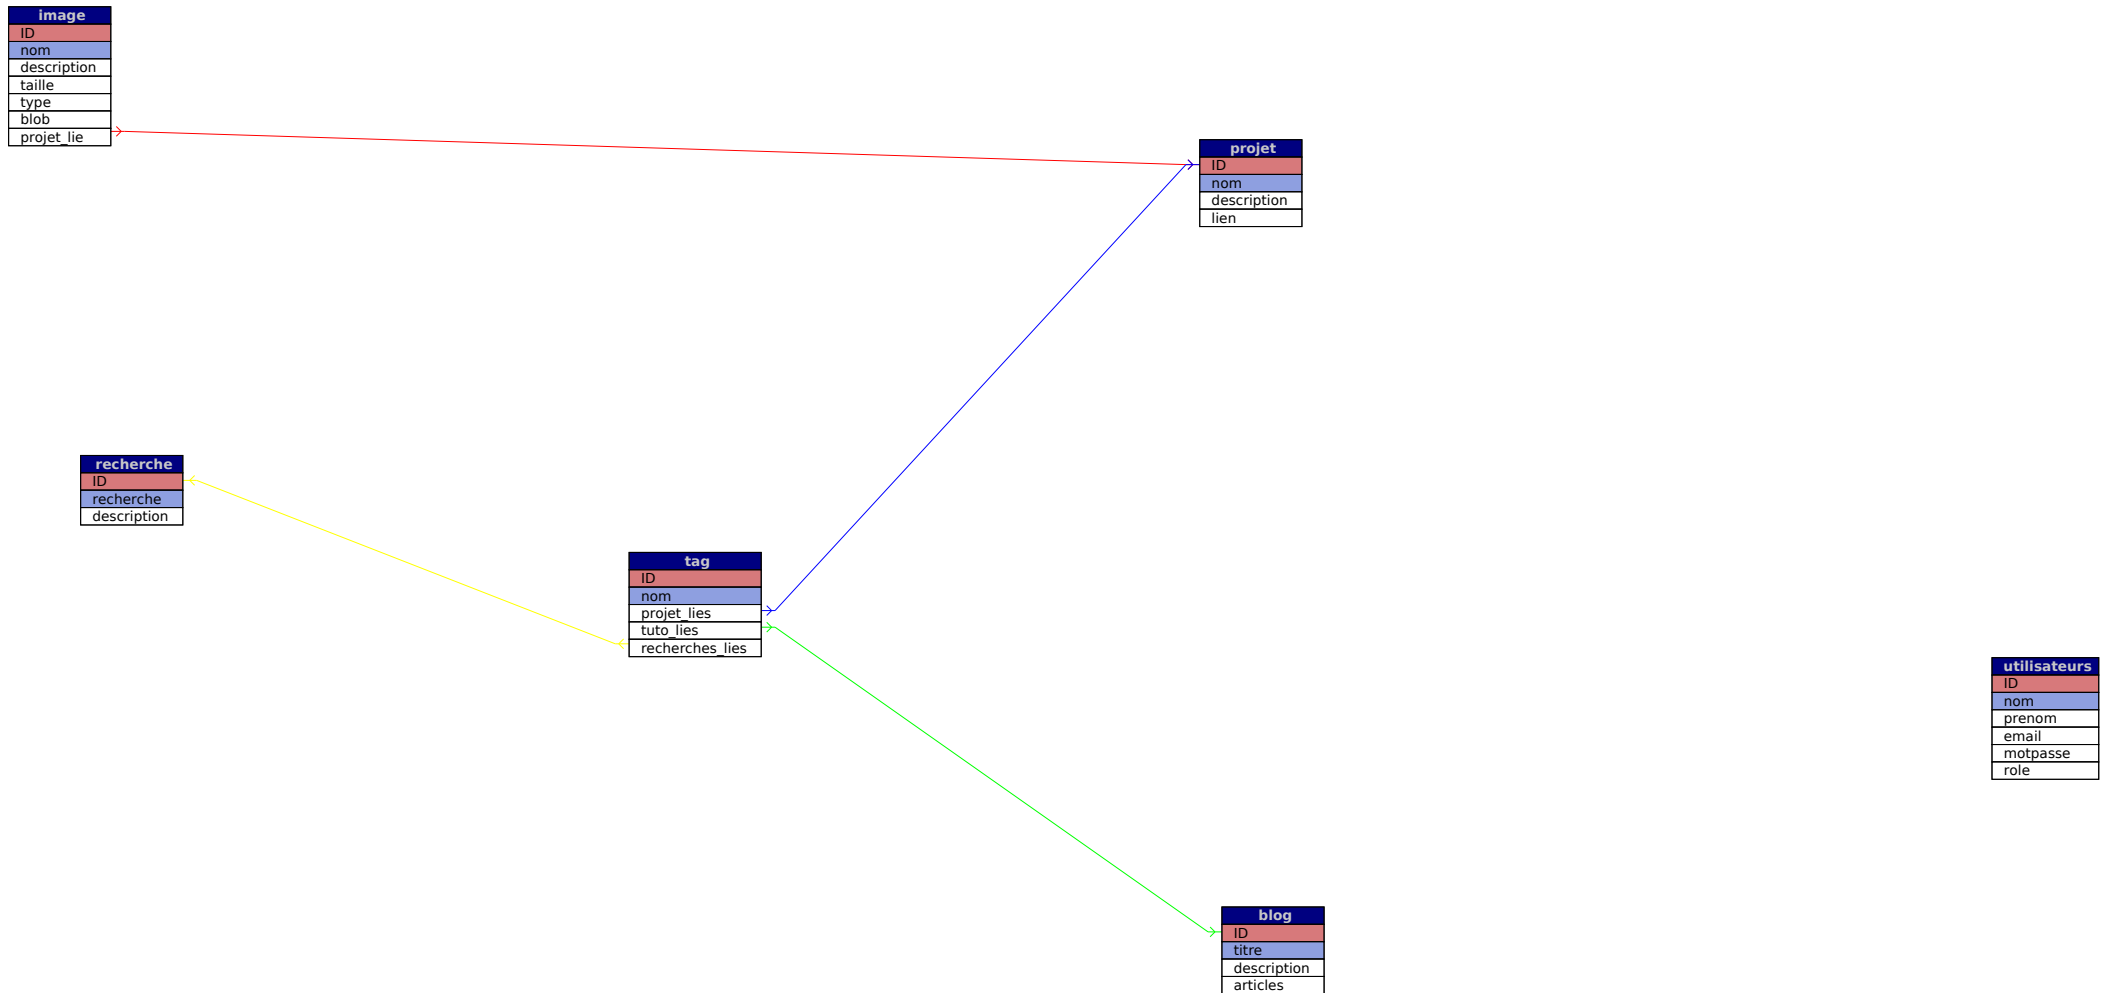 image
ID
nom
description
taille
type
blob
projet_lie
projet
ID
nom
description
lien
recherche
ID
recherche
description
tag
ID
nom
projet_lies
tuto_lies
recherches_lies
utilisateurs
ID
nom
prenom
email
motpasse
role
blog
ID
titre
description
articles